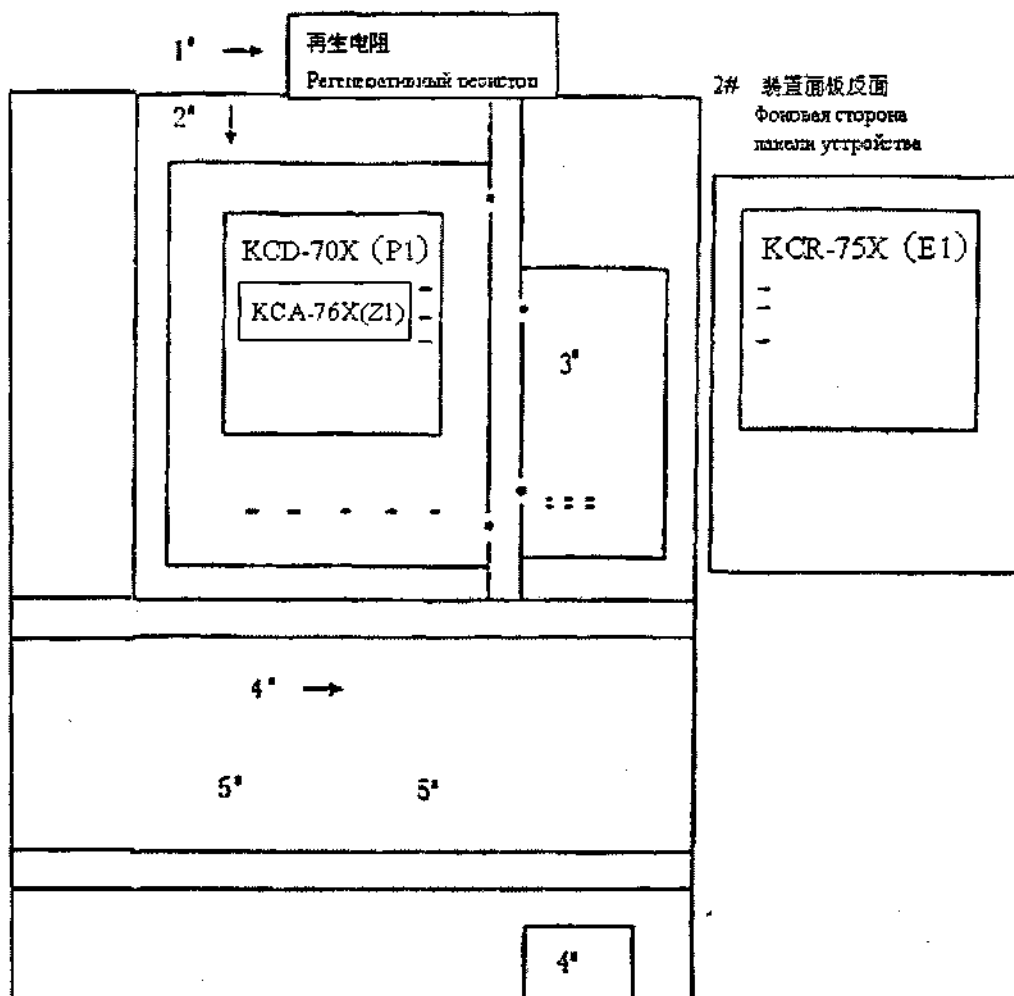 1"
再生电阻
Регенеративный резистор
2"
2# 装置面板反面
Фоновая сторона
панели устройства
KCD-70X (P1)
KCA-76X(Z1)
KCR-75X (E1)
3"
4"
5" 5"
4"